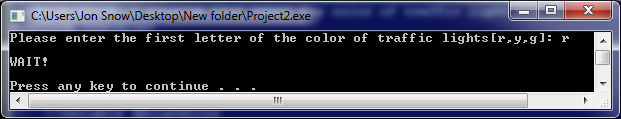 C:\Users\Jon Snow\Desktop\New folder\Project2.exe
Please enter the first letter of the color of traffic lights[r,y,g]: r
WAIT!
Press any key to continue . . .